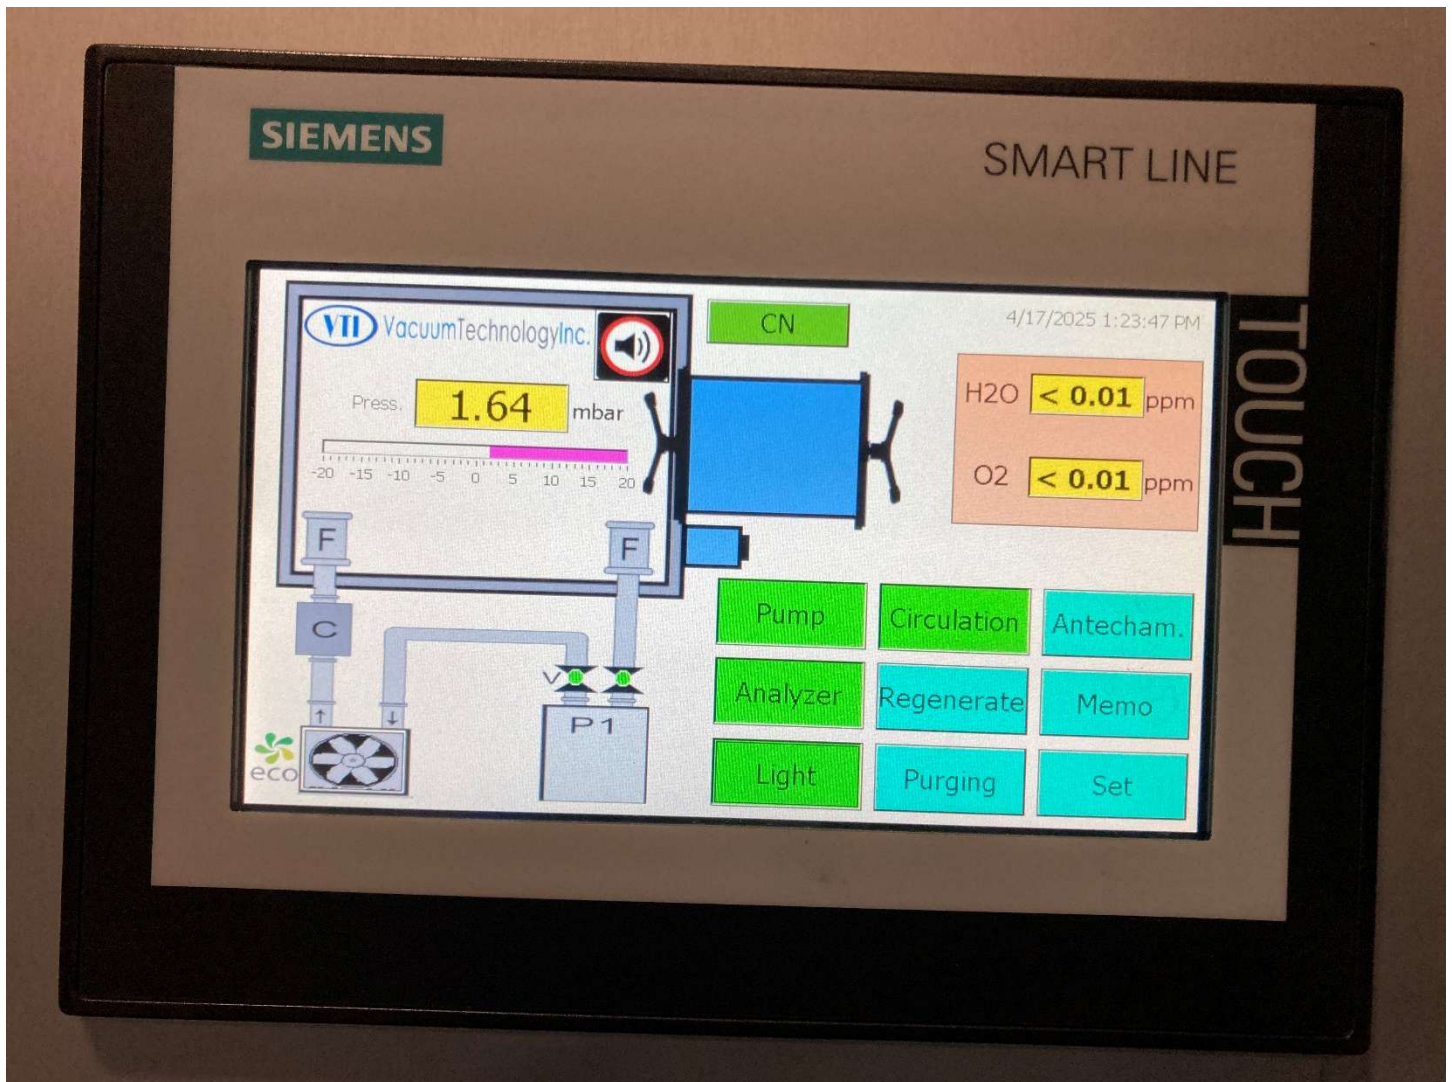 SIEMENS
SMART LINE
TOUCH
VTI VacuumTechnologyInc.
CN
4/17/2025 1:23:47 PM
Press. 1.64 mbar
-20 -15 -10 -5 0 5 10 15 20
H2O < 0.01 ppm
O2 < 0.01 ppm
F
F
C
V
P1
eco
Pump Circulation Antecham.
Analyzer Regenerate Memo
Light Purging Set